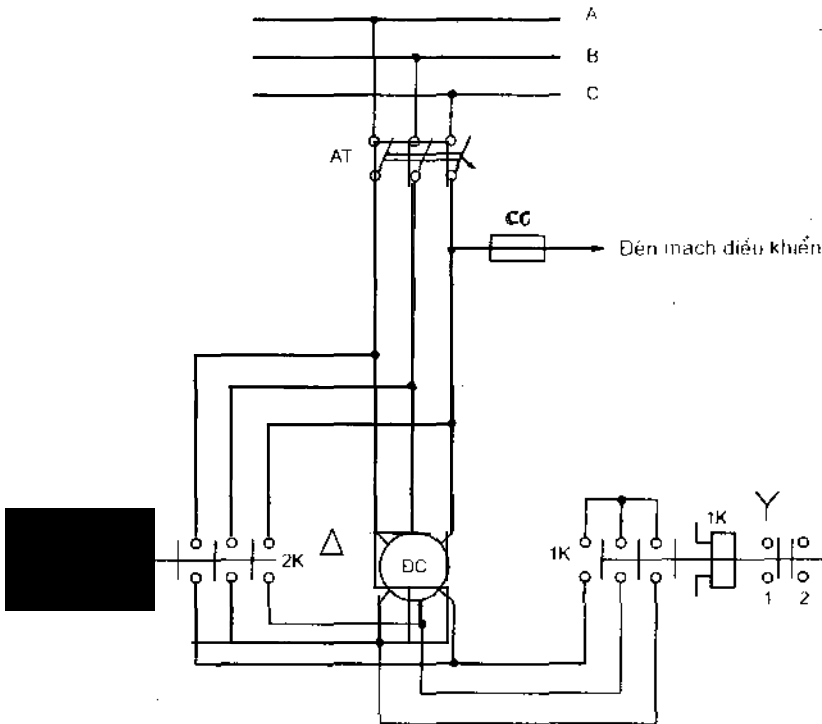 A
B
C
AT
CC
Đến mạch điều khiển
2K
ĐC
1K
1K
1 2